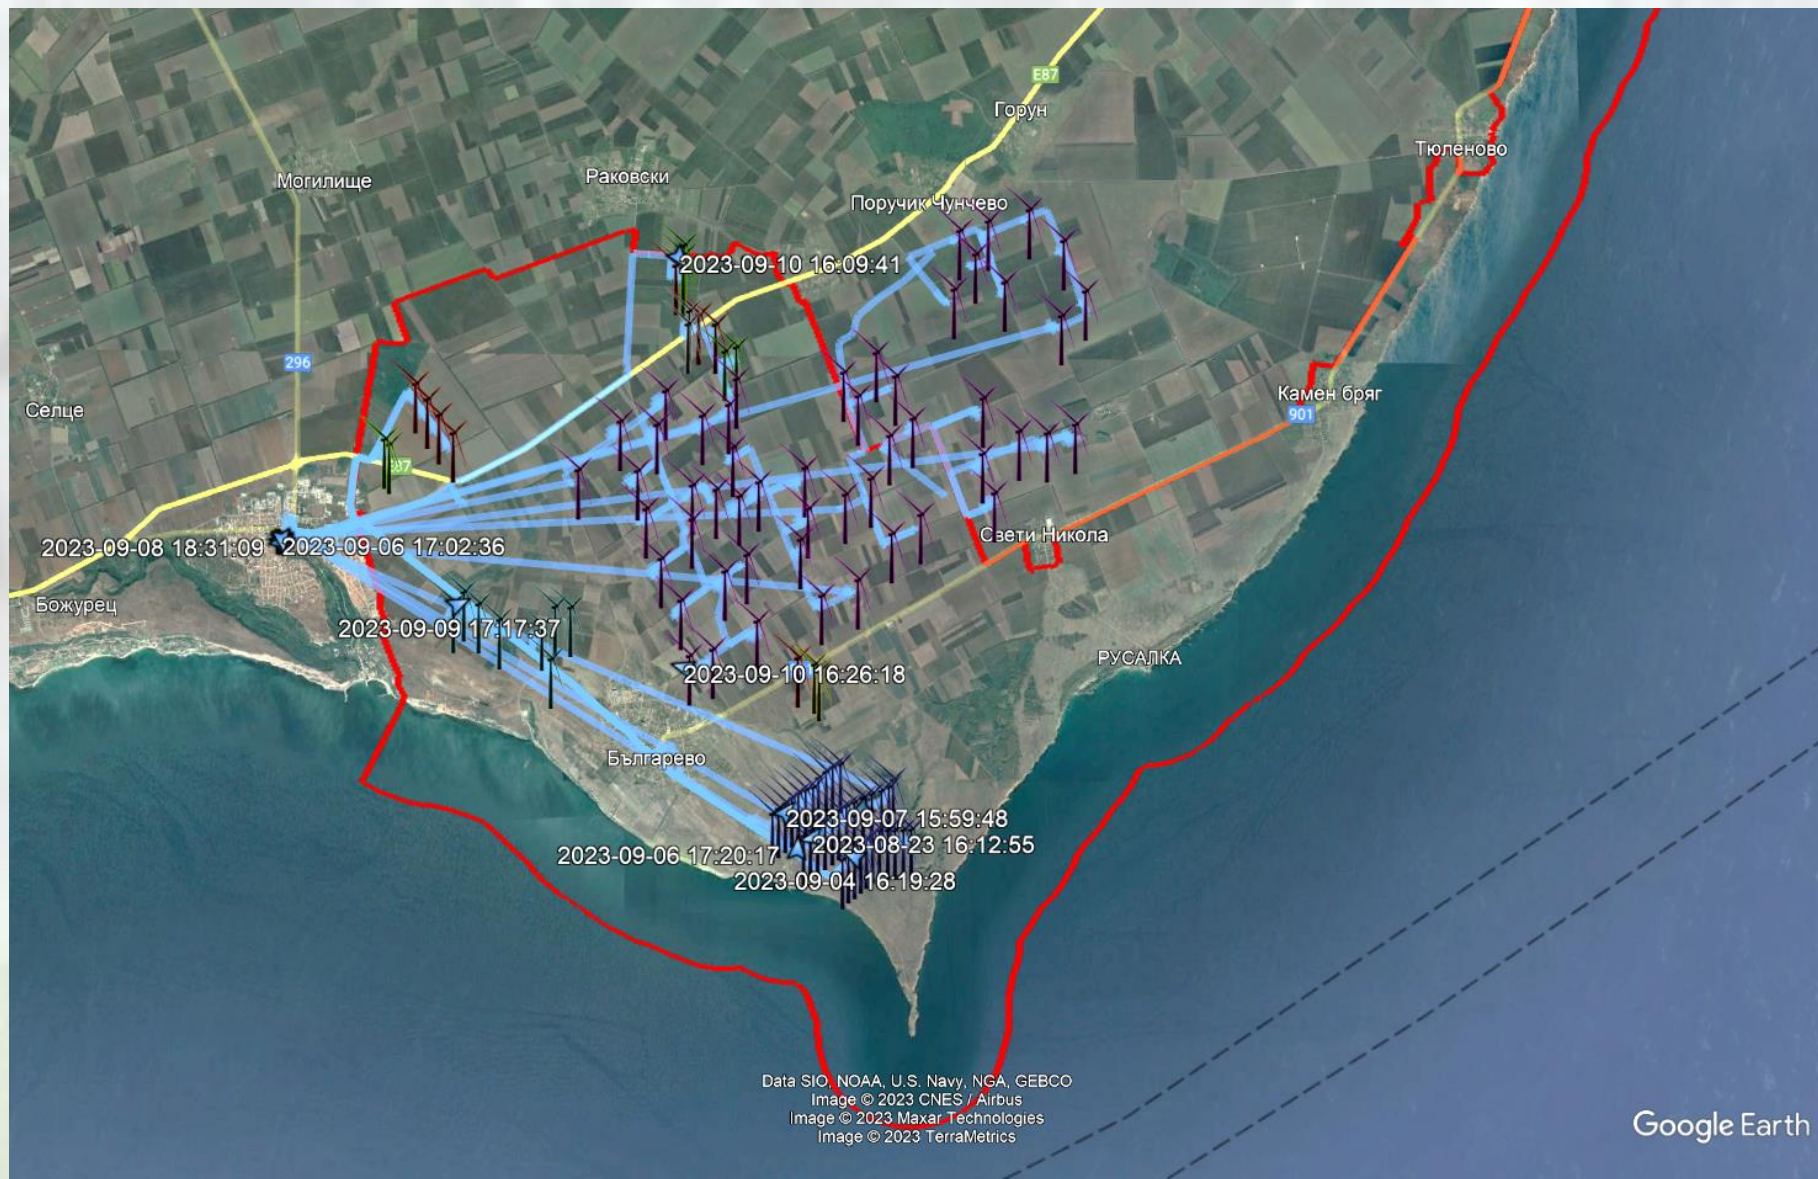 E87
Горун
Тюленово
Могилище
Раковски
Поручик Чунчево
2023-09-10 16:09:41
296
Камен бряг
901
Селце
E87
Свети Никола
2023-09-08 18:31:09
2023-09-06 17:02:36
Божурец
2023-09-09 17:17:37
РУСАЛКА
2023-09-10 16:26:18
Българево
2023-09-07 15:59:48
2023-08-23 16:12:55
2023-09-06 17:20:17
2023-09-04 16:19:28
Data SIO, NOAA, U.S. Navy, NGA, GEBCO
Image © 2023 CNES / Airbus
Image © 2023 Maxar Technologies
Image © 2023 TerraMetrics
Google Earth